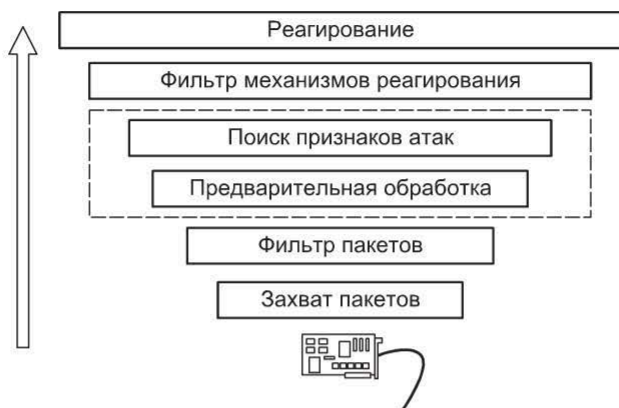 Реагирование
Фильтр механизмов реагирования
Поиск признаков атак
Предварительная обработка
Фильтр пакетов
Захват пакетов